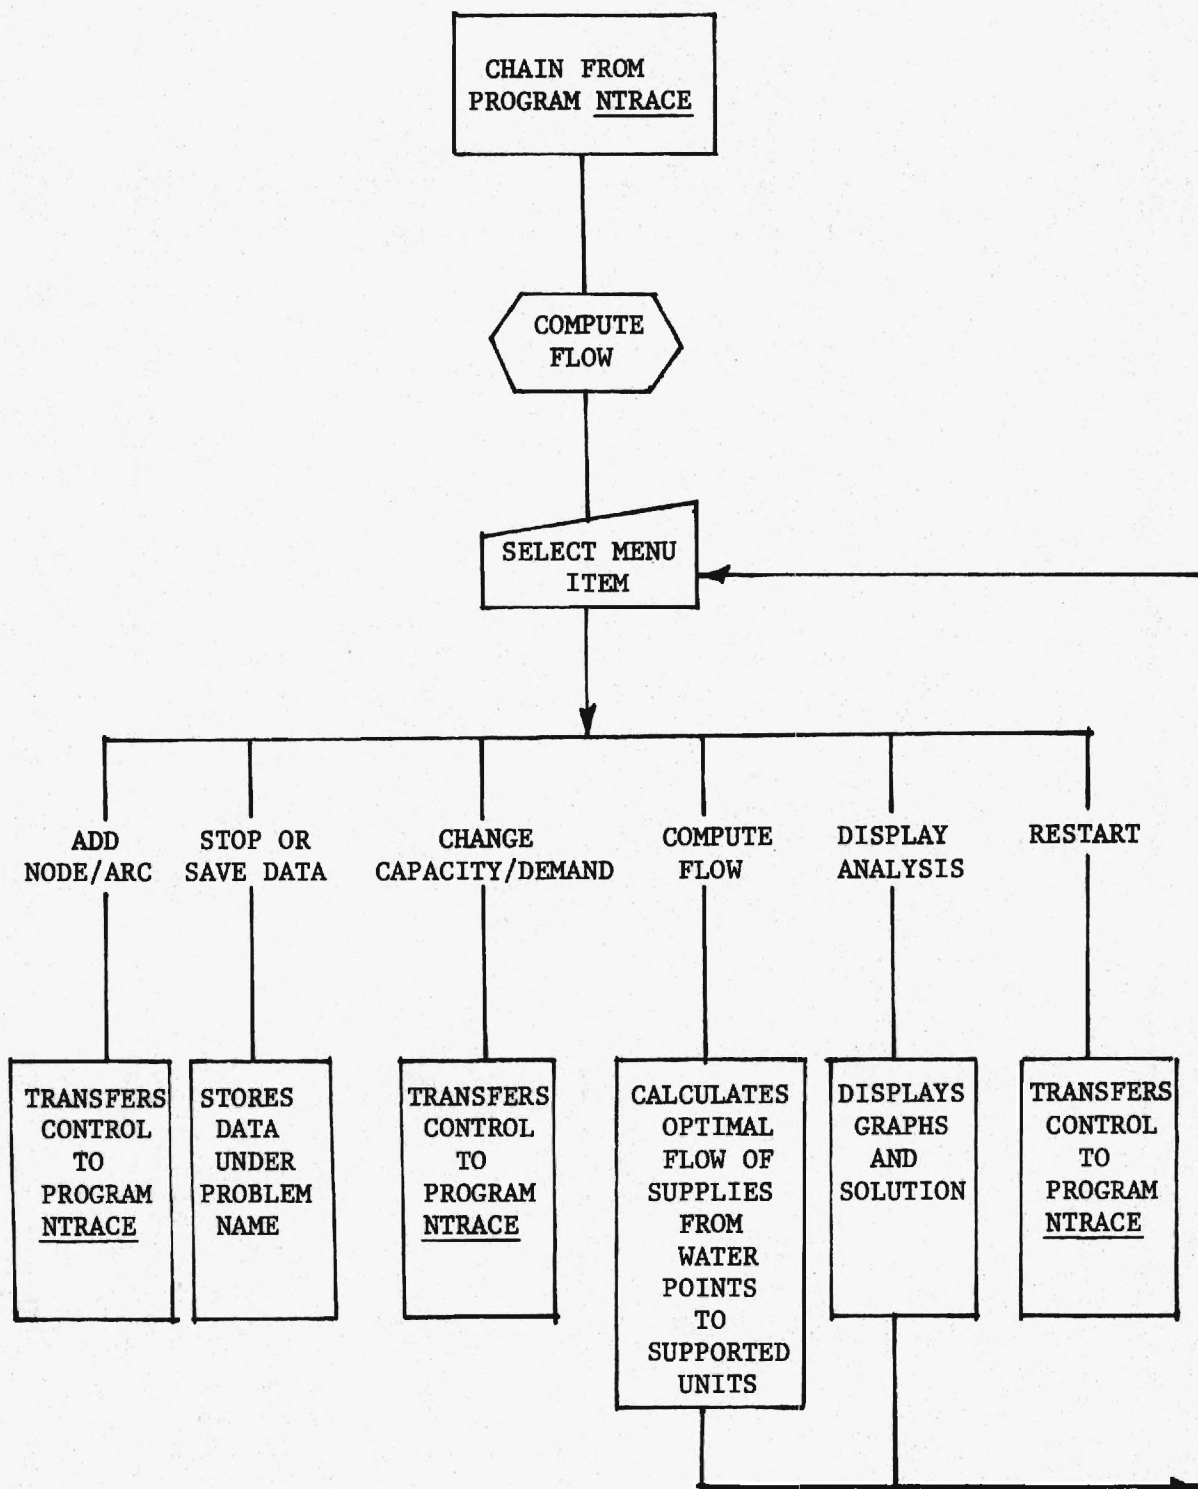 CHAIN FROM
PROGRAM NTRACE
COMPUTE
FLOW
SELECT MENU
ITEM
ADD
NODE/ARC
STOP OR
SAVE DATA
CHANGE
CAPACITY/DEMAND
COMPUTE
FLOW
DISPLAY
ANALYSIS
RESTART
TRANSFERS
CONTROL
TO
PROGRAM
NTRACE
STORES
DATA
UNDER
PROBLEM
NAME
TRANSFERS
CONTROL
TO
PROGRAM
NTRACE
CALCULATES
OPTIMAL
FLOW OF
SUPPLIES
FROM
WATER
POINTS
TO
SUPPORTED
UNITS
DISPLAYS
GRAPHS
AND
SOLUTION
TRANSFERS
CONTROL
TO
PROGRAM
NTRACE